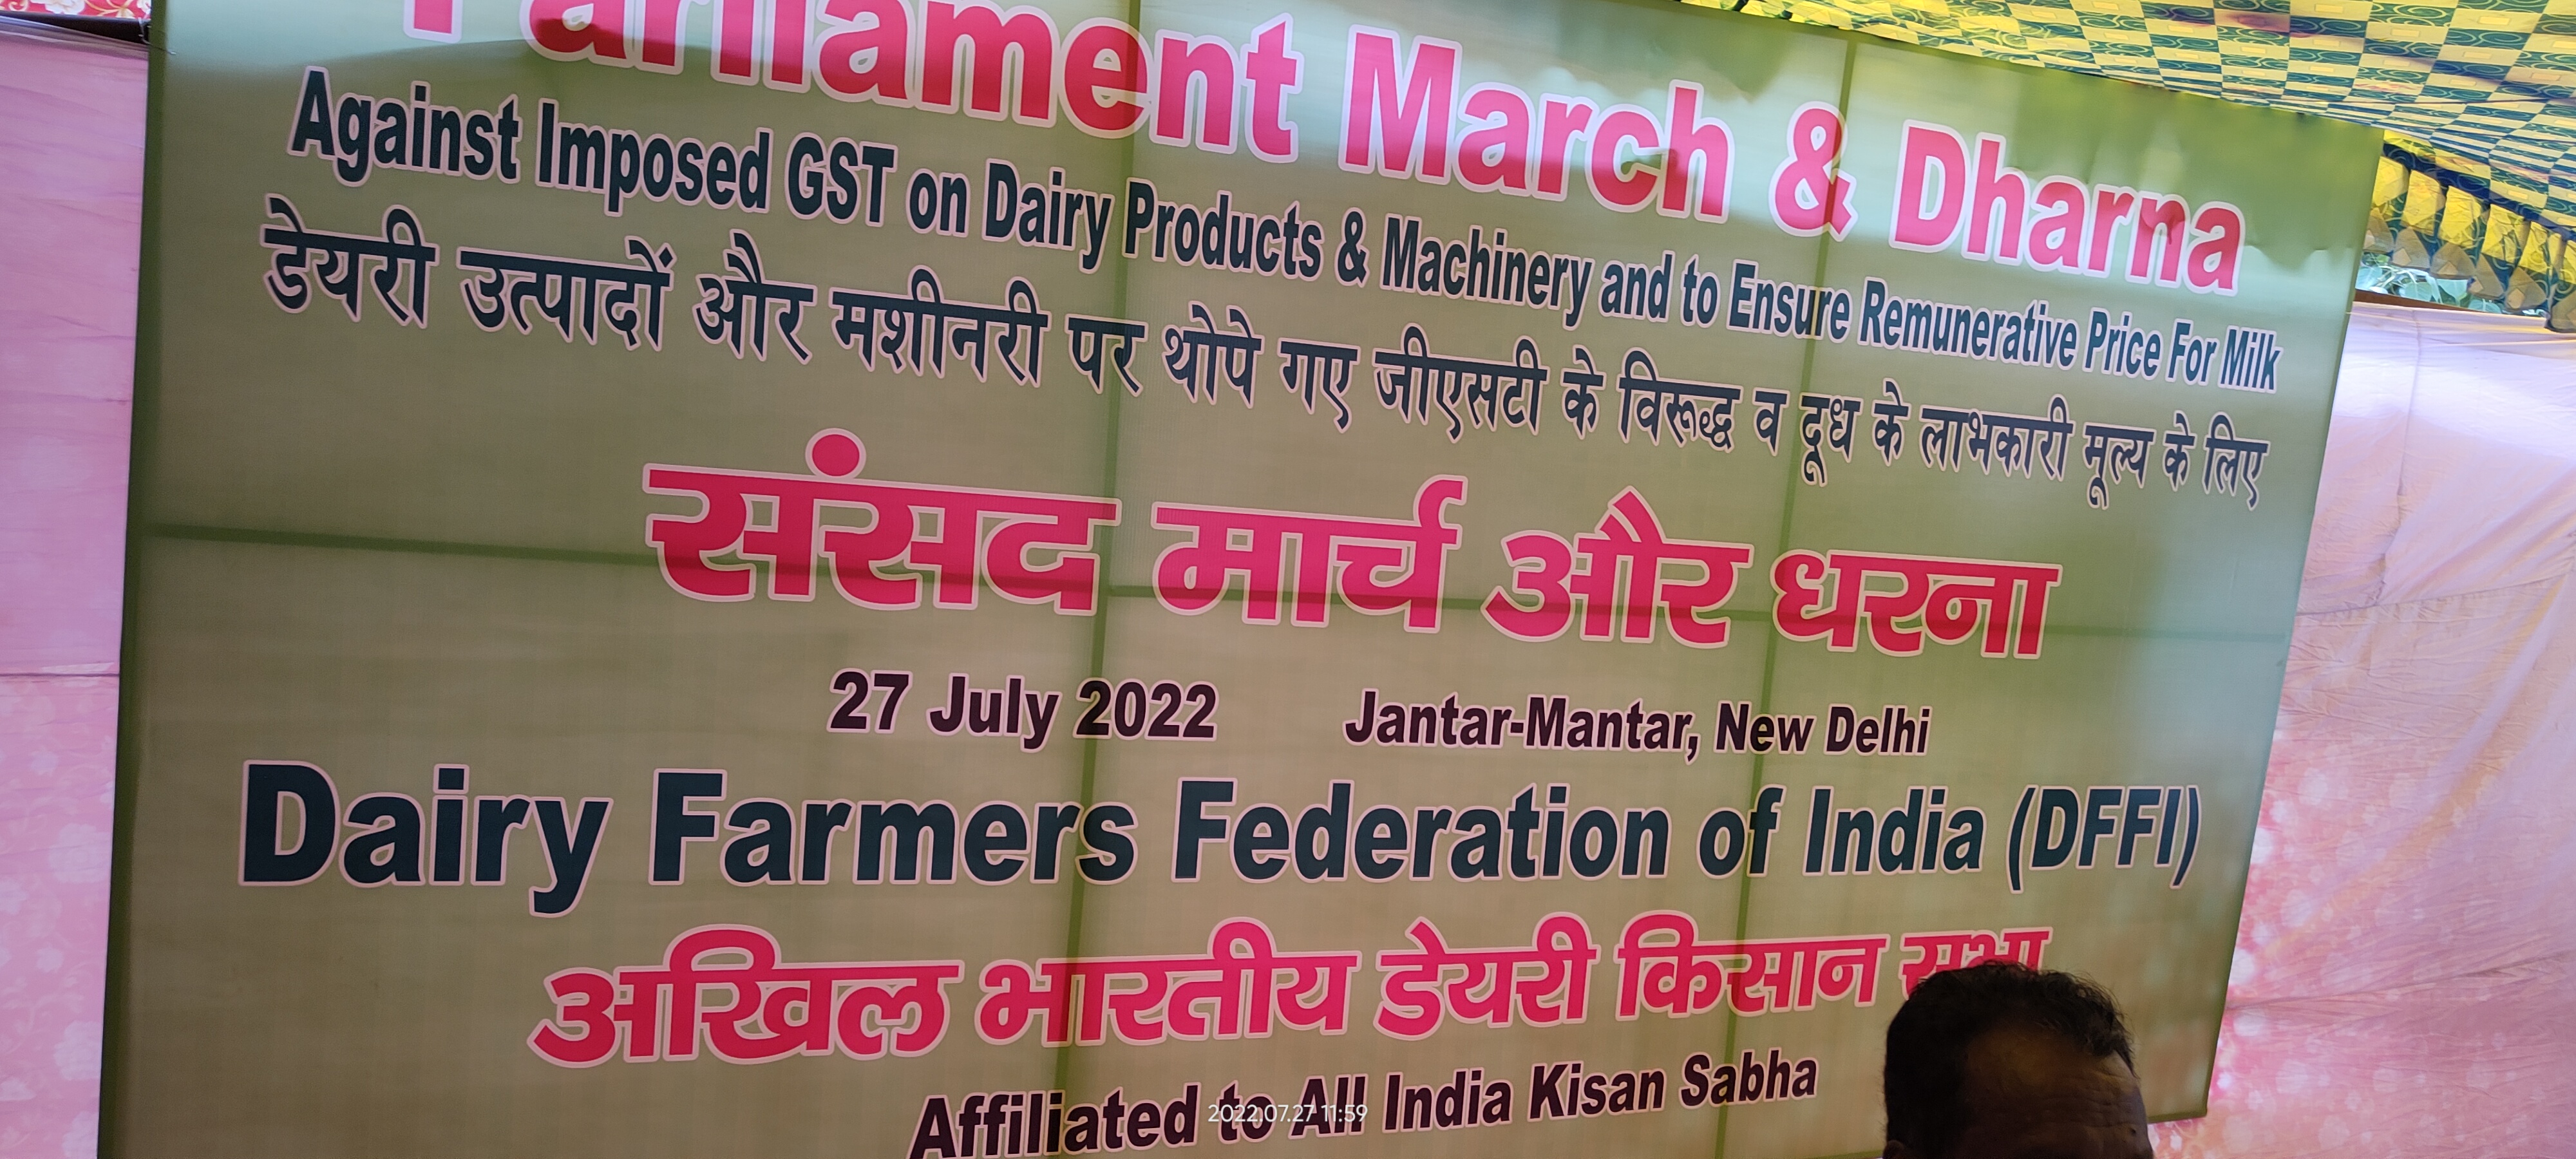 Parliament March & Dharna
Against Imposed GST on Dairy Products & Machinery and to Ensure Remunerative Price For Milk
डेयरी उत्पादों और मशीनरी पर थोपे गए जीएसटी के विरूद्ध व दूध के लाभकारी मूल्य के लिए
संसद मार्च और धरना
27 July 2022 Jantar-Mantar, New Delhi
Dairy Farmers Federation of India (DFFI)
अखिल भारतीय डेयरी किसान सभा
Affiliated to All India Kisan Sabha
2022.07.27 11:59